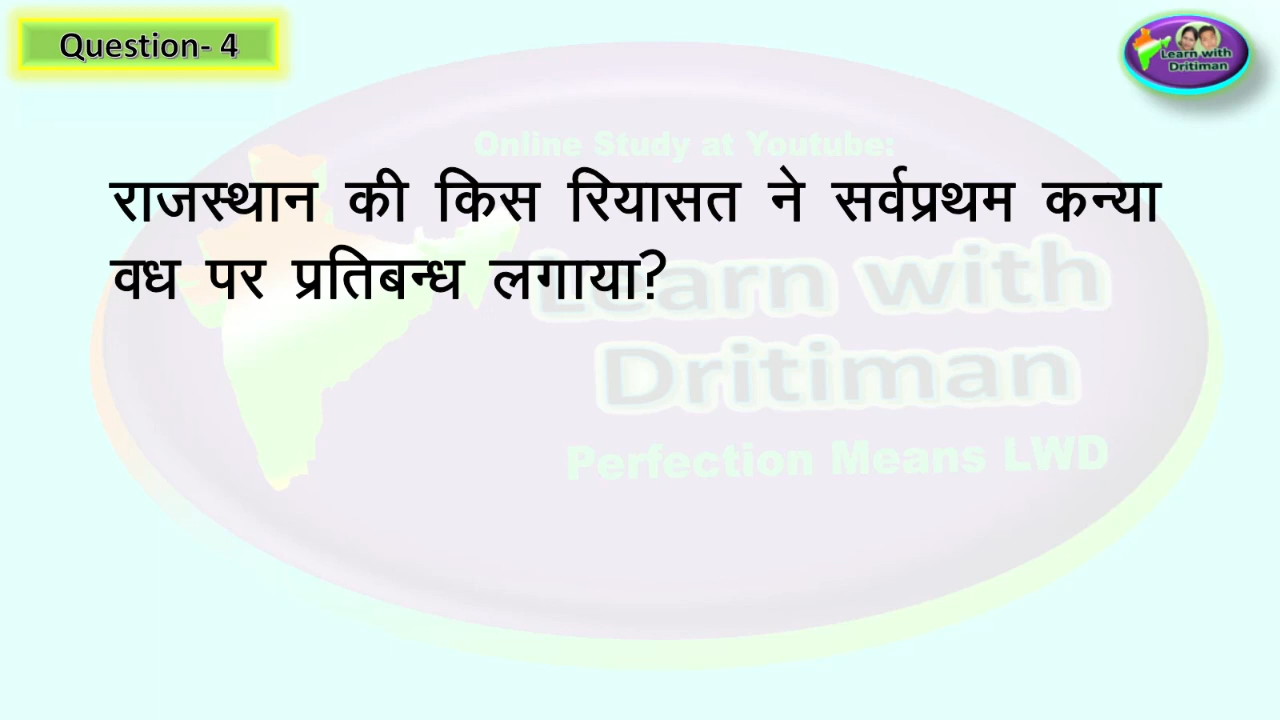 Question- 4
Learn with
Dritiman
Online Study at Youtube:
राजस्थान की किस रियासत ने सर्वप्रथम कन्या
वध पर प्रतिबन्ध लगाया?
Learn with
Dritiman
Perfection Means LWD